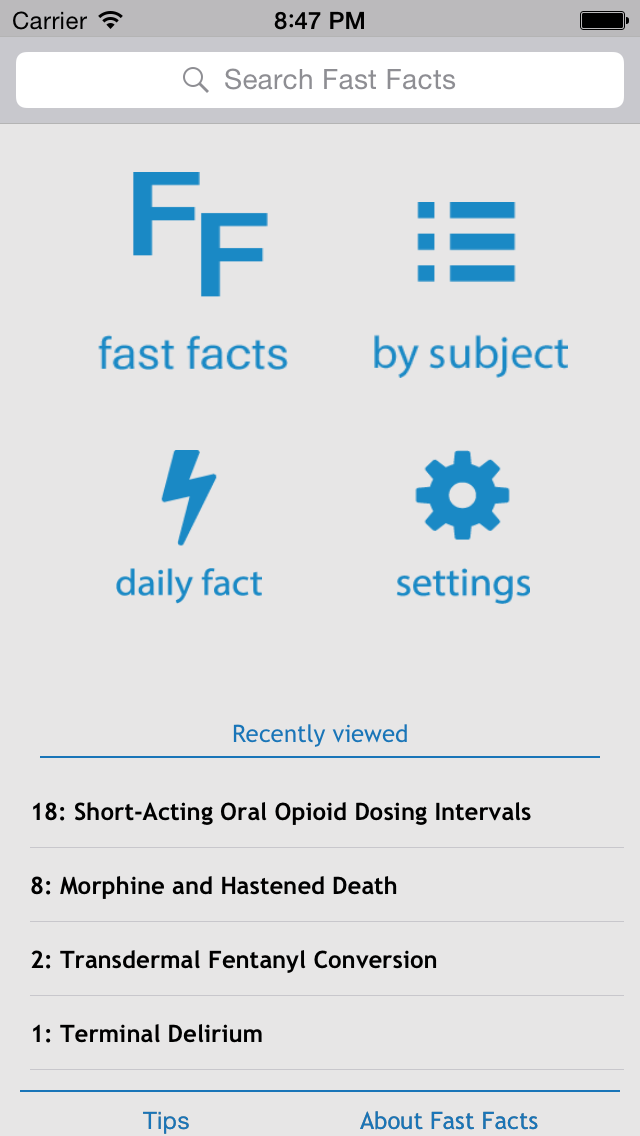 Carrier 8:47 PM
Search Fast Facts
FF
fast facts by subject
daily fact settings
Recently viewed
18: Short-Acting Oral Opioid Dosing Intervals
8: Morphine and Hastened Death
2: Transdermal Fentanyl Conversion
1: Terminal Delirium
Tips About Fast Facts